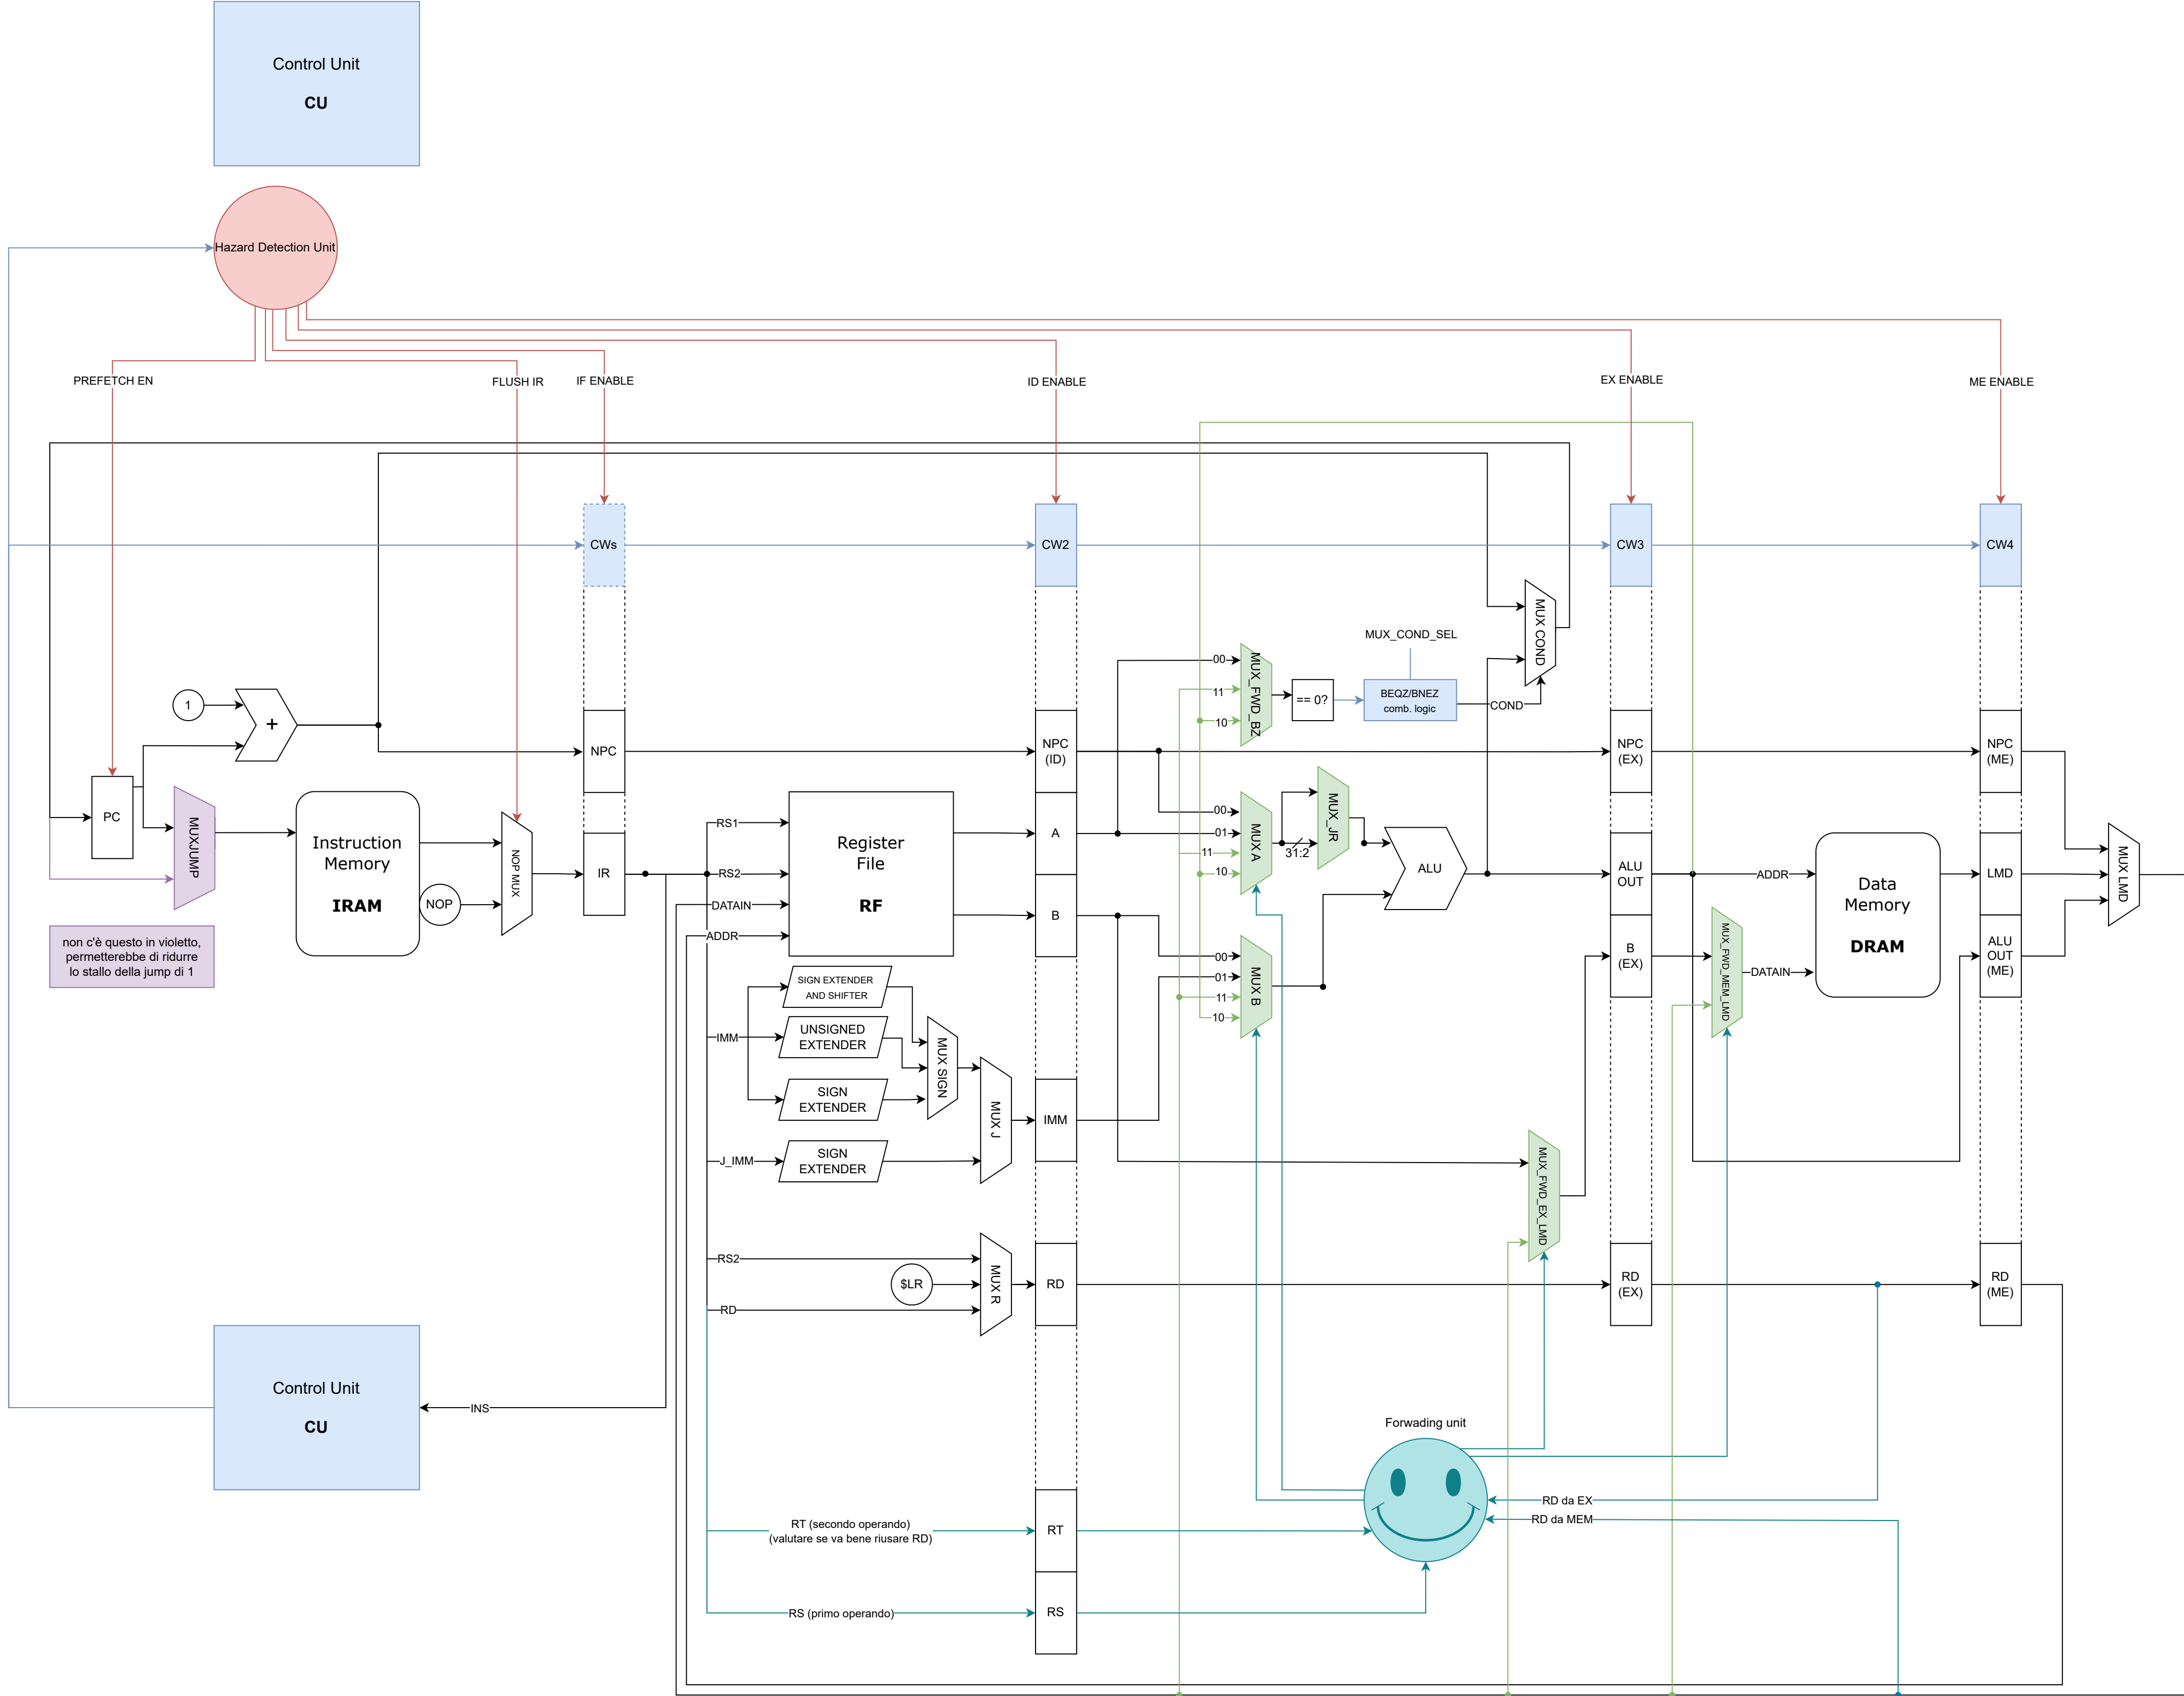 Control Unit
CU
Hazard Detection Unit
PREFETCH EN
FLUSH IR
IF ENABLE
ID ENABLE
EX ENABLE
ME ENABLE
CWs
CW2
CW3
CW4
MUX COND
MUX_COND_SEL
00
11
10
MUX_FWD_BZ
== 0?
BEQZ/BNEZ
comb. logic
COND
1
+
NPC
NPC
(ID)
NPC
(EX)
NPC
(ME)
PC
MUXJUMP
Instruction
Memory
IRAM
NOP
NOP MUX
IR
RS1
RS2
DATAIN
ADDR
Register
File
RF
A
B
00
01
11
10
MUX A
31:2
MUX_JR
ALU
ALU
OUT
B
(EX)
ADDR
MUX_FWD_MEM_LMD
DATAIN
Data
Memory
DRAM
LMD
ALU
OUT
(ME)
MUX LMD
non c'è questo in violetto,
permetterebbe di ridurre
lo stallo della jump di 1
00
01
11
10
MUX B
SIGN EXTENDER
AND SHIFTER
IMM
UNSIGNED
EXTENDER
SIGN
EXTENDER
MUX SIGN
J_IMM
SIGN
EXTENDER
MUX J
IMM
MUX_FWD_EX_LMD
RS2
$LR
RD
MUX R
RD
RD
(EX)
RD
(ME)
Control Unit
CU
INS
Forwading unit
RD da EX
RD da MEM
RT (secondo operando)
(valutare se va bene riusare RD)
RT
RS (primo operando)
RS